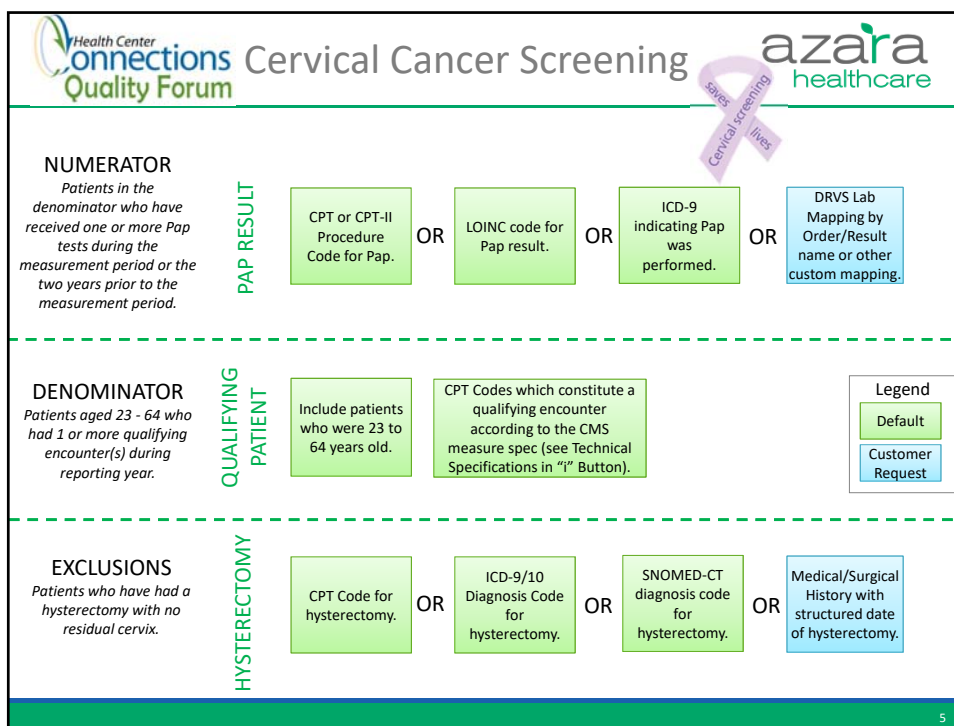 Health Center
Connections
Quality Forum
Cervical Cancer Screening
azara
healthcare
saves
Cervical screening
lives
NUMERATOR
Patients in the
denominator who have
received one or more Pap
tests during the
measurement period or the
two years prior to the
measurement period.
PAP RESULT
CPT or CPT-II
Procedure
Code for Pap.
OR
LOINC code for
Pap result.
OR
ICD-9
indicating Pap
was
performed.
OR
DRVS Lab
Mapping by
Order/Result
name or other
custom mapping.
DENOMINATOR
Patients aged 23 - 64 who
had 1 or more qualifying
encounter(s) during
reporting year.
QUALIFYING
PATIENT
Include patients
who were 23 to
64 years old.
CPT Codes which constitute a
qualifying encounter
according to the CMS
measure spec (see Technical
Specifications in “i” Button).
Legend
Default
Customer
Request
EXCLUSIONS
Patients who have had a
hysterectomy with no
residual cervix.
HYSTERECTOMY
CPT Code for
hysterectomy.
OR
ICD-9/10
Diagnosis Code
for
hysterectomy.
OR
SNOMED-CT
diagnosis code
for
hysterectomy.
OR
Medical/Surgical
History with
structured date
of hysterectomy.
5